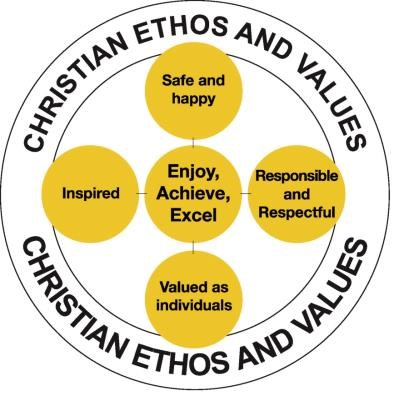 CHRISTIAN ETHOS AND VALUES
Safe and
happy
Inspired
Enjoy,
Achieve,
Excel
Responsible
and
Respectful
Valued as
individuals
CHRISTIAN ETHOS AND VALUES